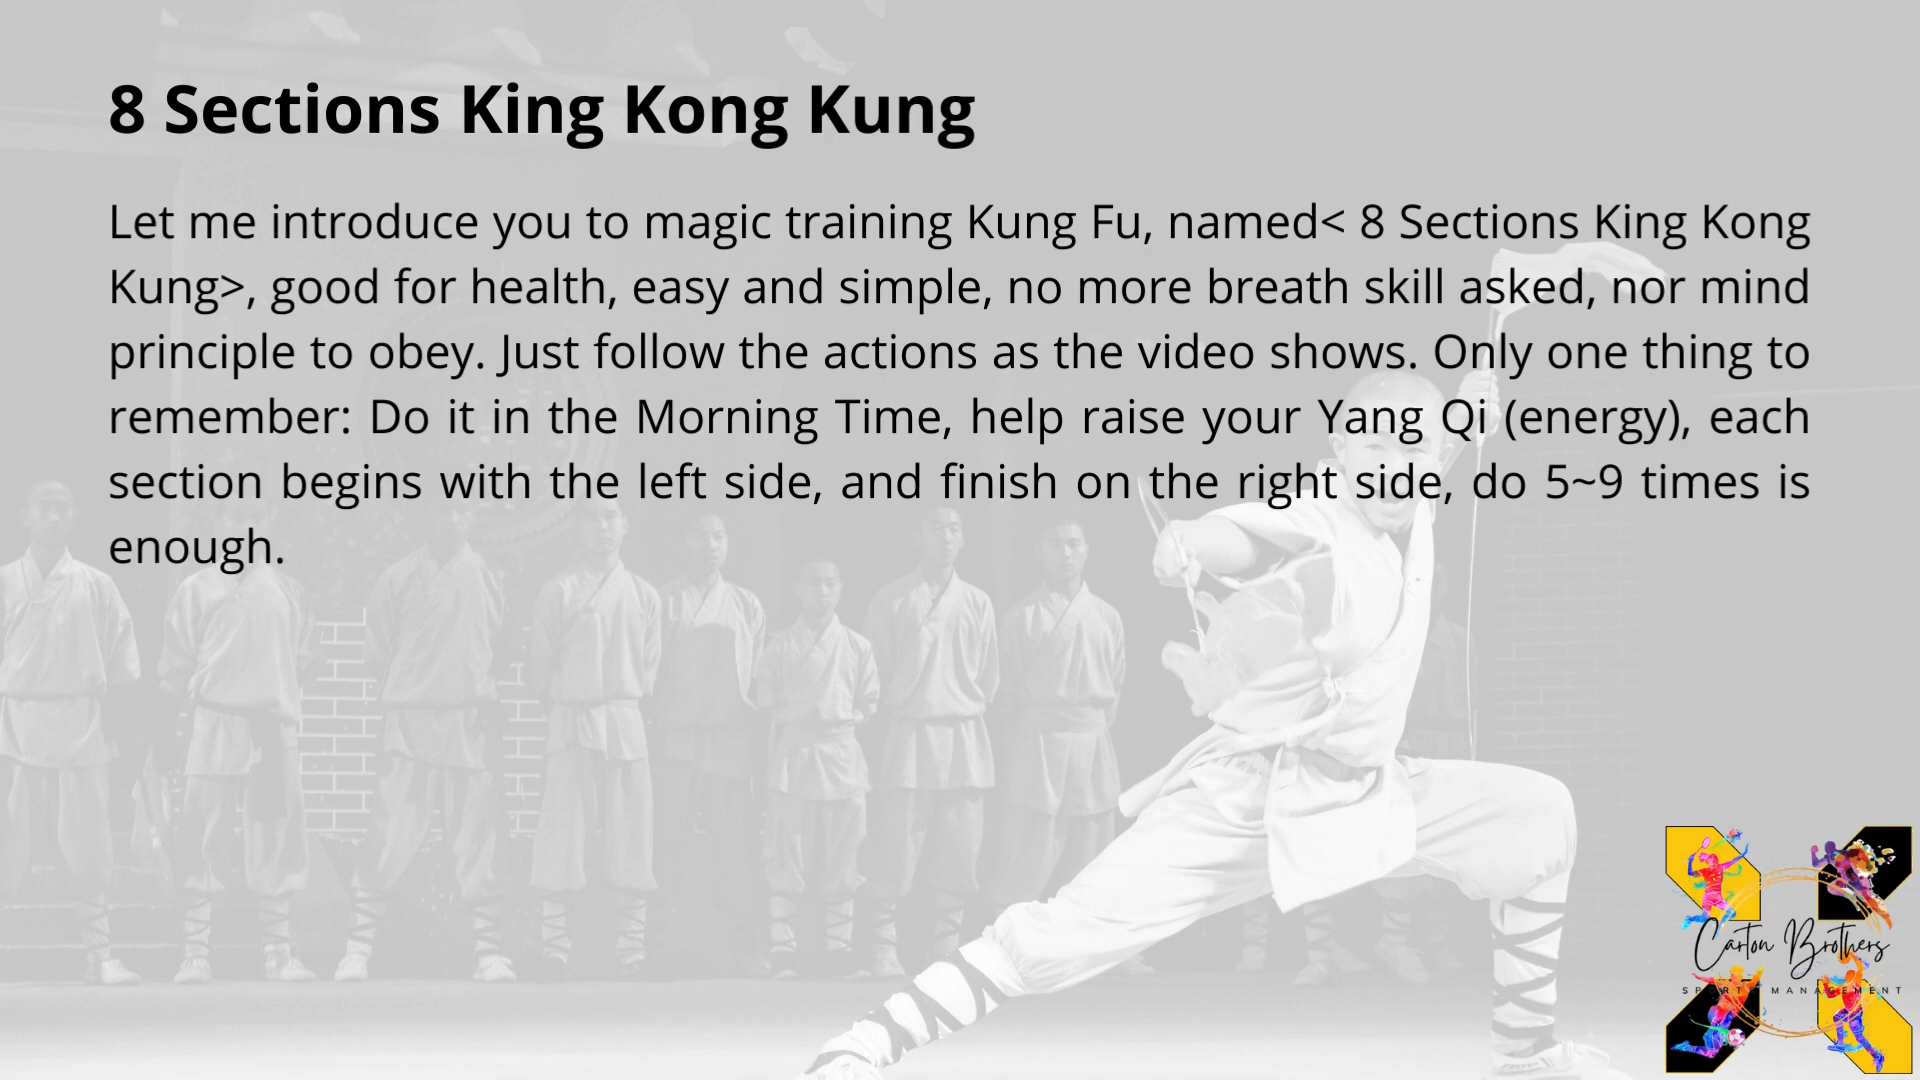 8 Sections King Kong Kung
Let me introduce you to magic training Kung Fu, named< 8 Sections King Kong
Kung>, good for health, easy and simple, no more breath skill asked, nor mind
principle to obey. Just follow the actions as the video shows. Only one thing to
remember: Do it in the Morning Time, help raise your Yang Qi (energy), each
section begins with the left side, and finish on the right side, do 5~9 times is
enough.
Carton Brothers
SPORT MANAGEMENT